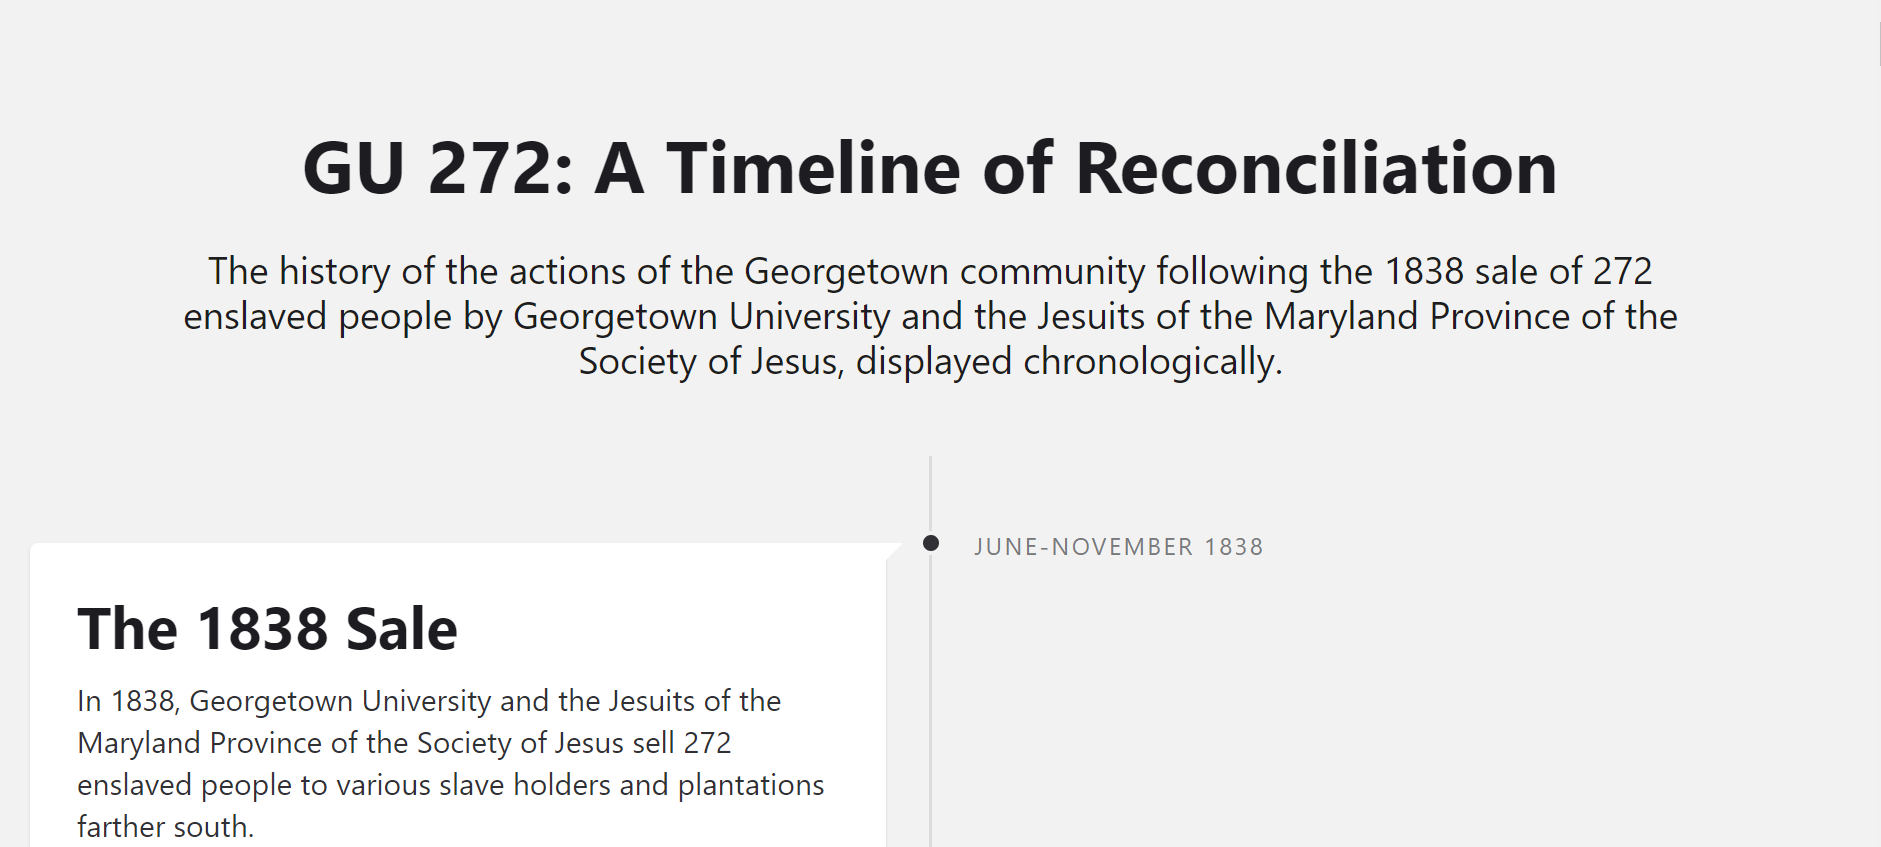 GU 272: A Timeline of Reconciliation
The history of the actions of the Georgetown community following the 1838 sale of 272
enslaved people by Georgetown University and the Jesuits of the Maryland Province of the
Society of Jesus, displayed chronologically.
JUNE-NOVEMBER 1838
The 1838 Sale
In 1838, Georgetown University and the Jesuits of the
Maryland Province of the Society of Jesus sell 272
enslaved people to various slave holders and plantations
farther south.